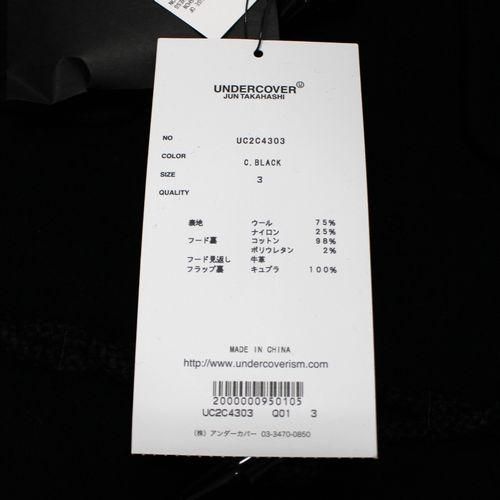 UNDERCOVER
JUN TAKAHASHI
NO UC2C4303
COLOR C.BLACK
SIZE 3
QUALITY
表地 ウール 75%
ナイロン 25%
フード裏 コットン 98%
ポリウレタン 2%
フード見返し 牛革
フラップ裏 キュプラ 100%
MADE IN CHINA
http://www.undercoverism.com
2000000950105
UC2C4303 Q01 3
(株) アンダーカバー 03-3470-0850